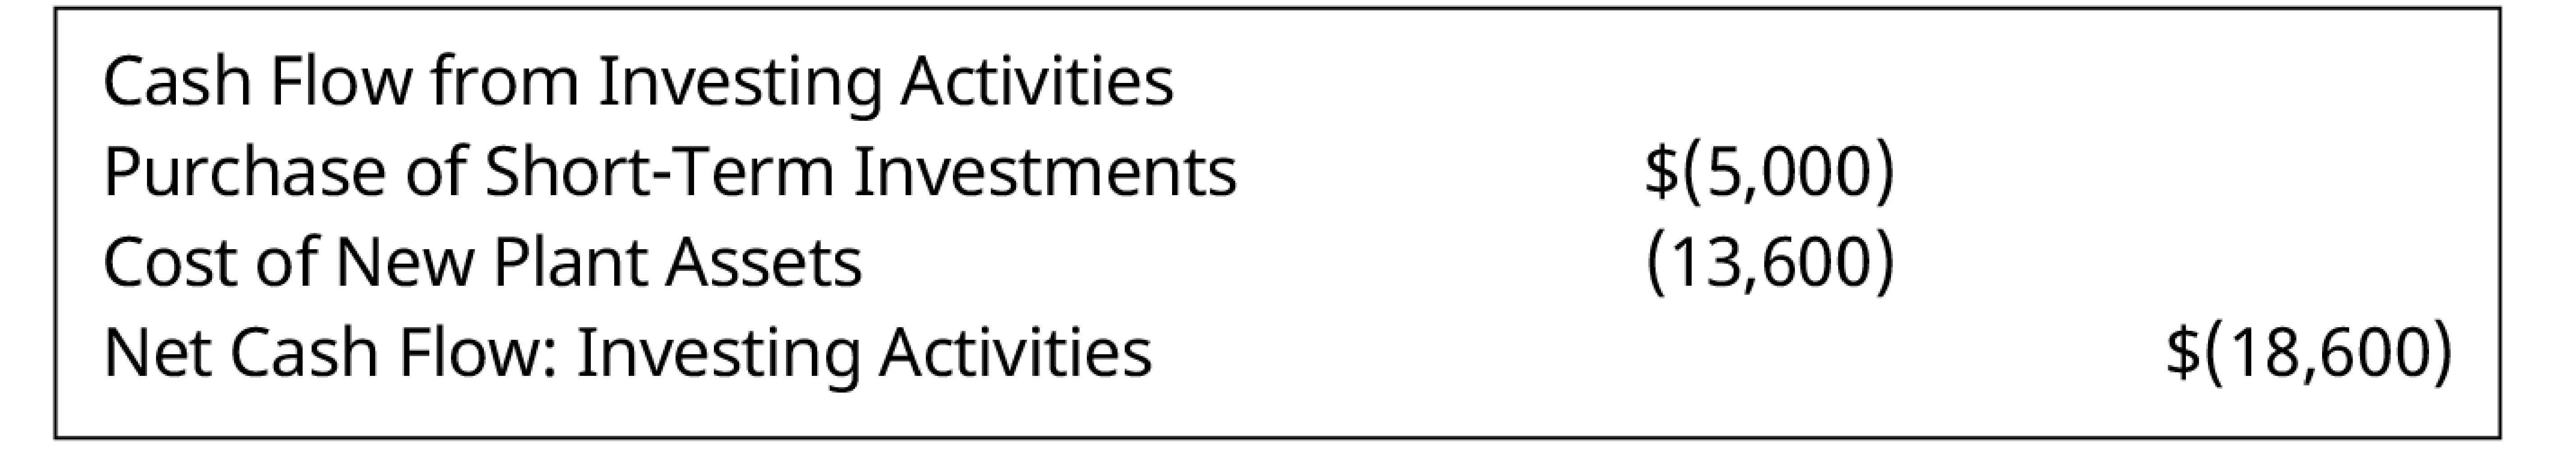 Cash Flow from Investing Activities
Purchase of Short-Term Investments $(5,000)
Cost of New Plant Assets (13,600)
Net Cash Flow: Investing Activities $(18,600)